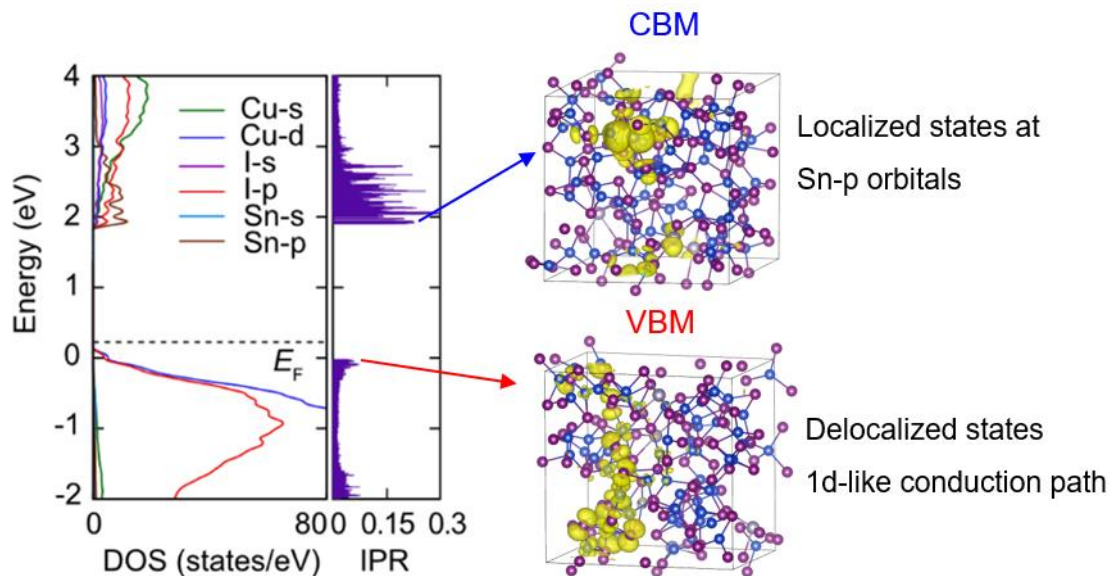 CBM
4
3
2
1
0
-1
-2
Energy (eV)
Cu-s
Cu-d
I-s
I-p
Sn-s
Sn-p
E_F
0
80
DOS (states/eV)
0
0.15
0.3
IPR
Localized states at
Sn-p orbitals
VBM
Delocalized states
1d-like conduction path